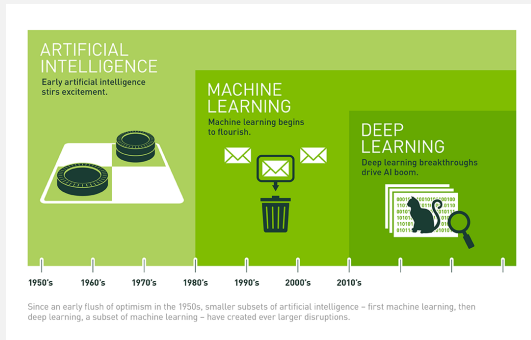 ARTIFICIAL
INTELLIGENCE
Early artificial intelligence
stirs excitement.
MACHINE
LEARNING
Machine learning begins
to flourish.
DEEP
LEARNING
Deep learning breakthroughs
drive AI boom.
1950's 1960's 1970's 1980's 1990's 2000's 2010's
Since an early flush of optimism in the 1950s, smaller subsets of artificial intelligence – first machine learning, then
deep learning, a subset of machine learning – have created ever larger disruptions.